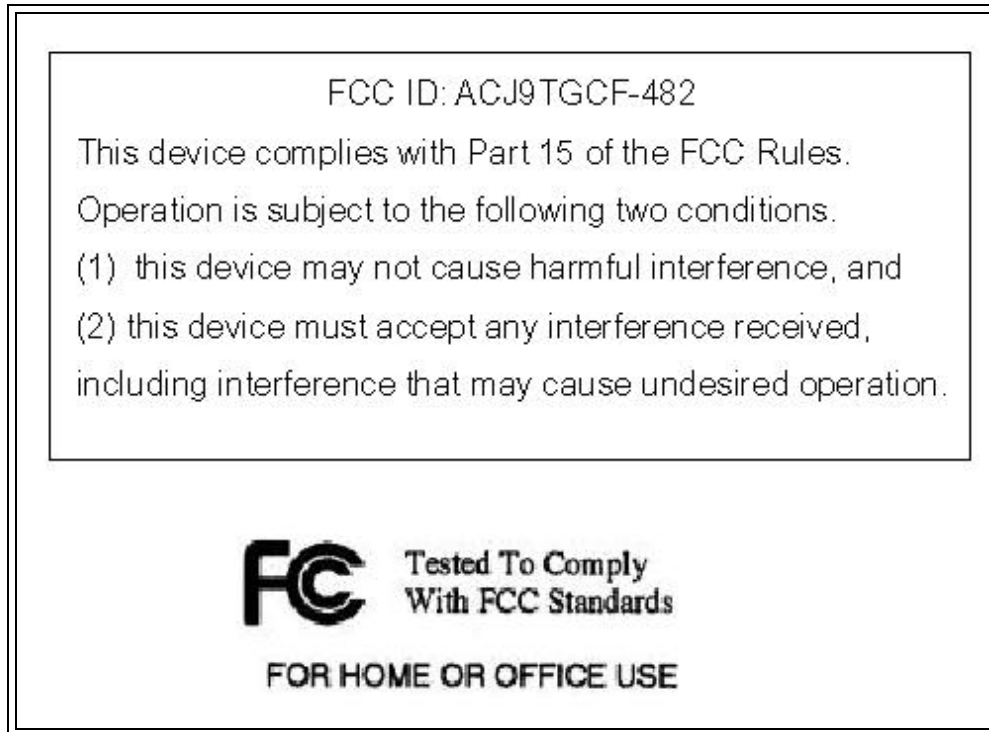 FCC ID: ACJ9TGCF-482
This device complies with Part 15 of the FCC Rules.
Operation is subject to the following two conditions.
(1) this device may not cause harmful interference, and
(2) this device must accept any interference received,
including interference that may cause undesired operation.
FC Tested To Comply
With FCC Standards
FOR HOME OR OFFICE USE